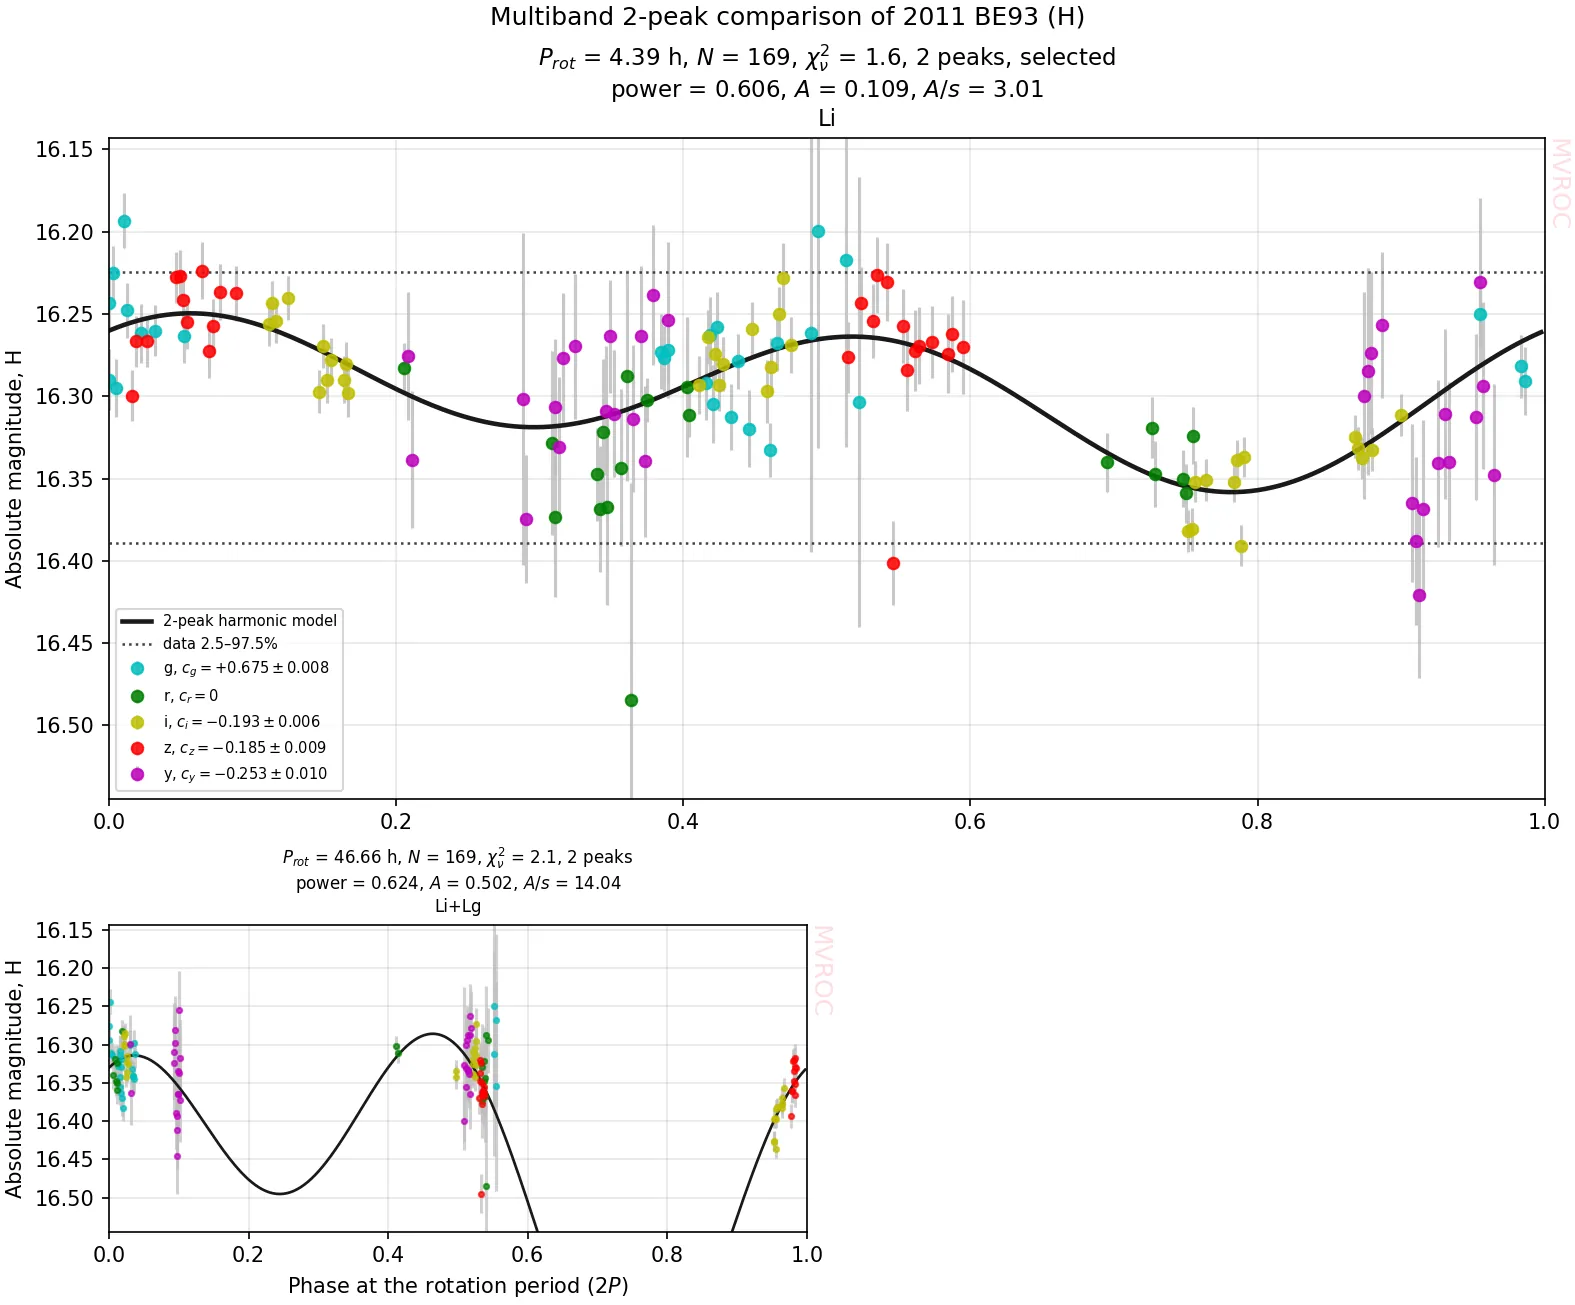 Multiband 2-peak comparison of 2011 BE93 (H)
P_rot = 4.39 h, N = 169, χ²_ν = 1.6, 2 peaks, selected
power = 0.606, A = 0.109, A/s = 3.01
Li
Absolute magnitude, H
16.15
16.20
16.25
16.30
16.35
16.40
16.45
16.50
2-peak harmonic model
data 2.5–97.5%
g, c_g = +0.675 ± 0.008
r, c_r = 0
i, c_i = −0.193 ± 0.006
z, c_z = −0.185 ± 0.009
y, c_y = −0.253 ± 0.010
0.0 0.2 0.4 0.6 0.8 1.0
MVROC
P_rot = 46.66 h, N = 169, χ²_ν = 2.1, 2 peaks
power = 0.624, A = 0.502, A/s = 14.04
Li+Lg
Absolute magnitude, H
16.15
16.20
16.25
16.30
16.35
16.40
16.45
16.50
0.0 0.2 0.4 0.6 0.8 1.0
Phase at the rotation period (2P)
MVROC